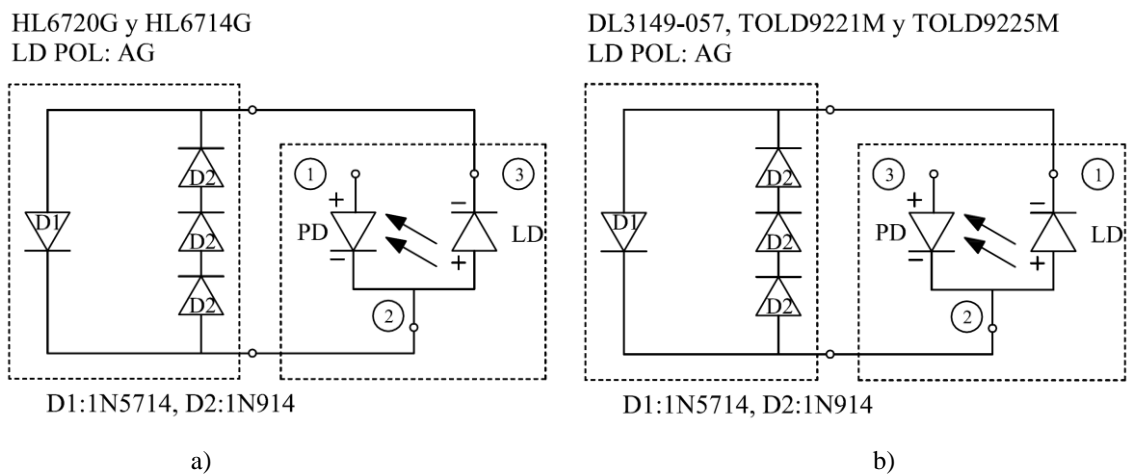 HL6720G y HL6714G
LD POL: AG
D1
D2
D2
D2
1
3
+
−
PD
LD
−
+
2
D1:1N5714, D2:1N914
a)
DL3149-057, TOLD9221M y TOLD9225M
LD POL: AG
D1
D2
D2
D2
3
1
+
−
PD
LD
−
+
2
D1:1N5714, D2:1N914
b)